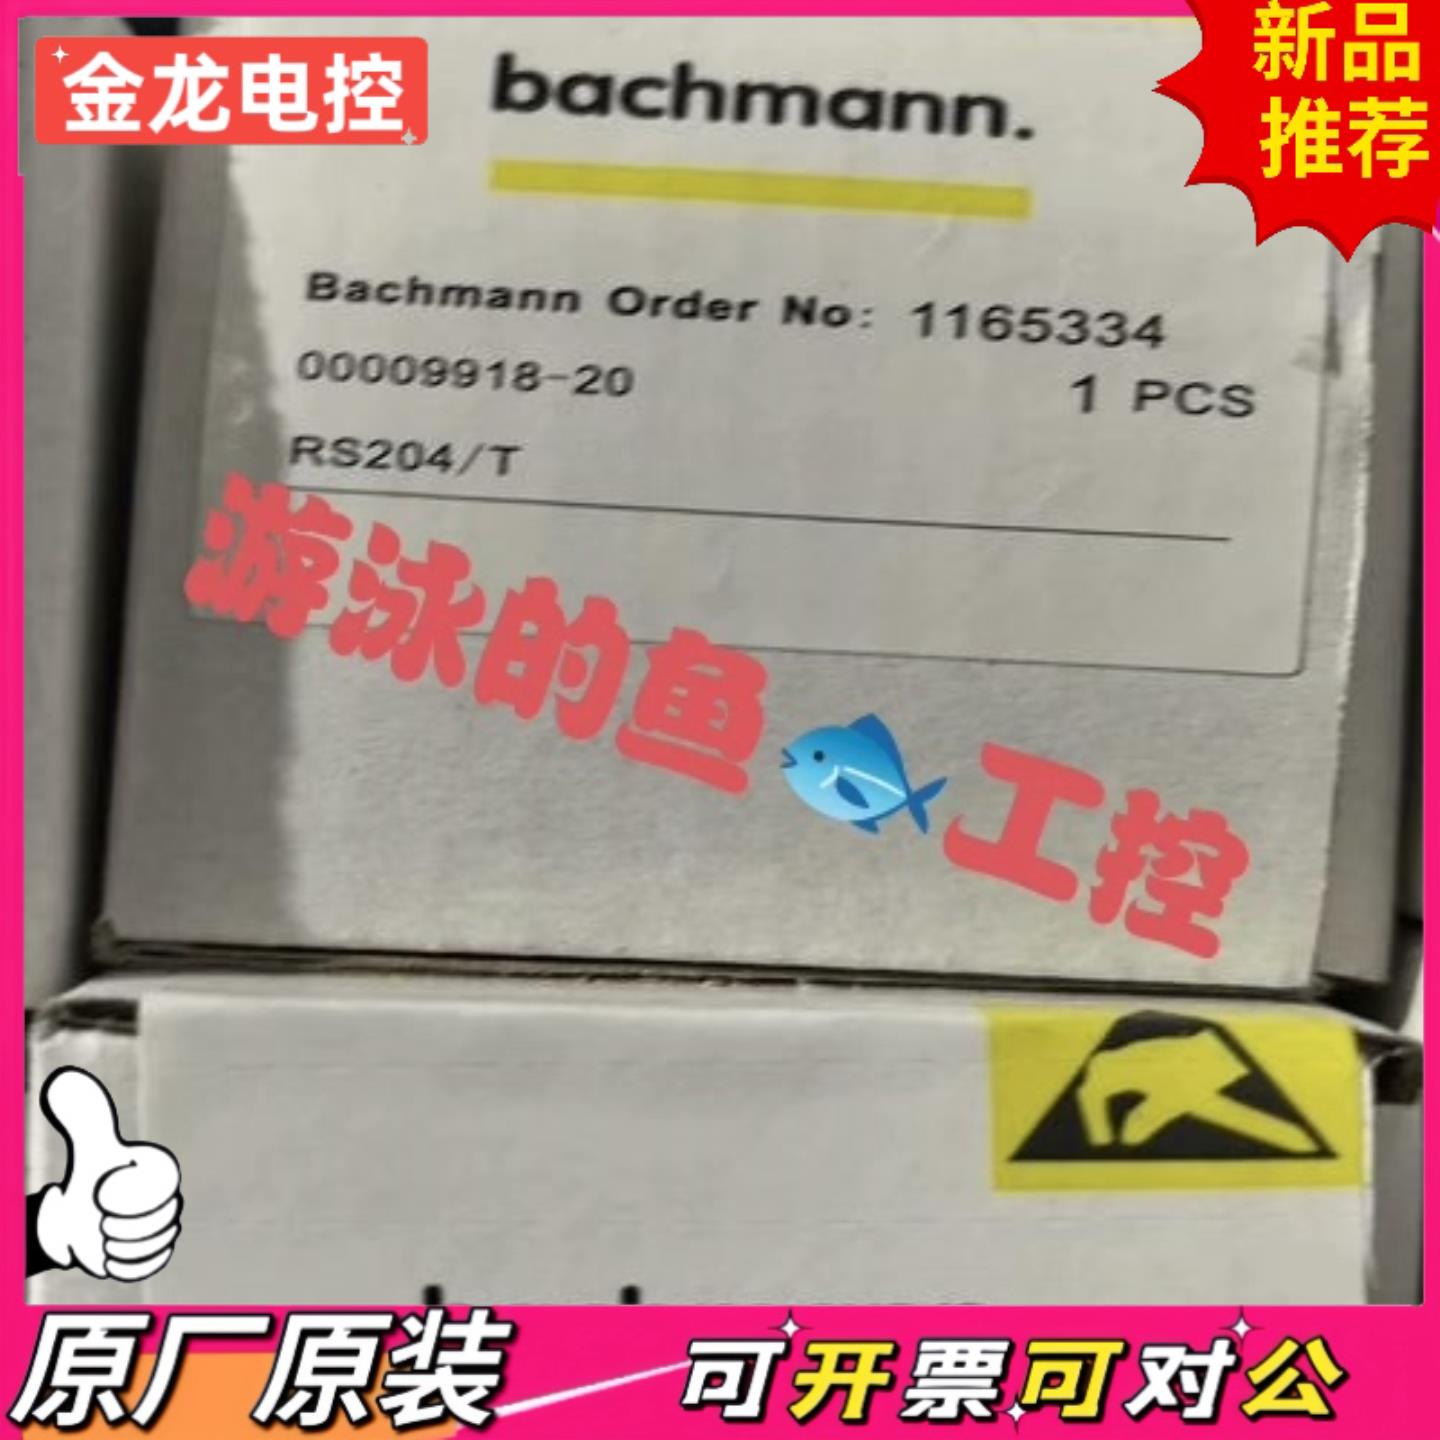 金龙电控
新品
推荐
bachmann.
Bachmann Order No: 1165334
00009918-20
1 PCS
RS204/T
游泳的鱼🐟工控
原厂原装
可开票可对公